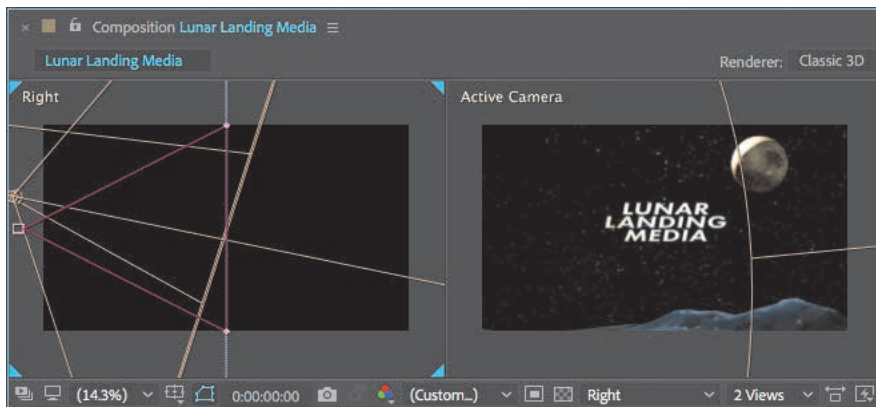 × Composition Lunar Landing Media ≡
Lunar Landing Media
Renderer: Classic 3D
Right
Active Camera
LUNAR
LANDING
MEDIA
(14.3%) 0:00:00:00 (Custom...) Right 2 Views